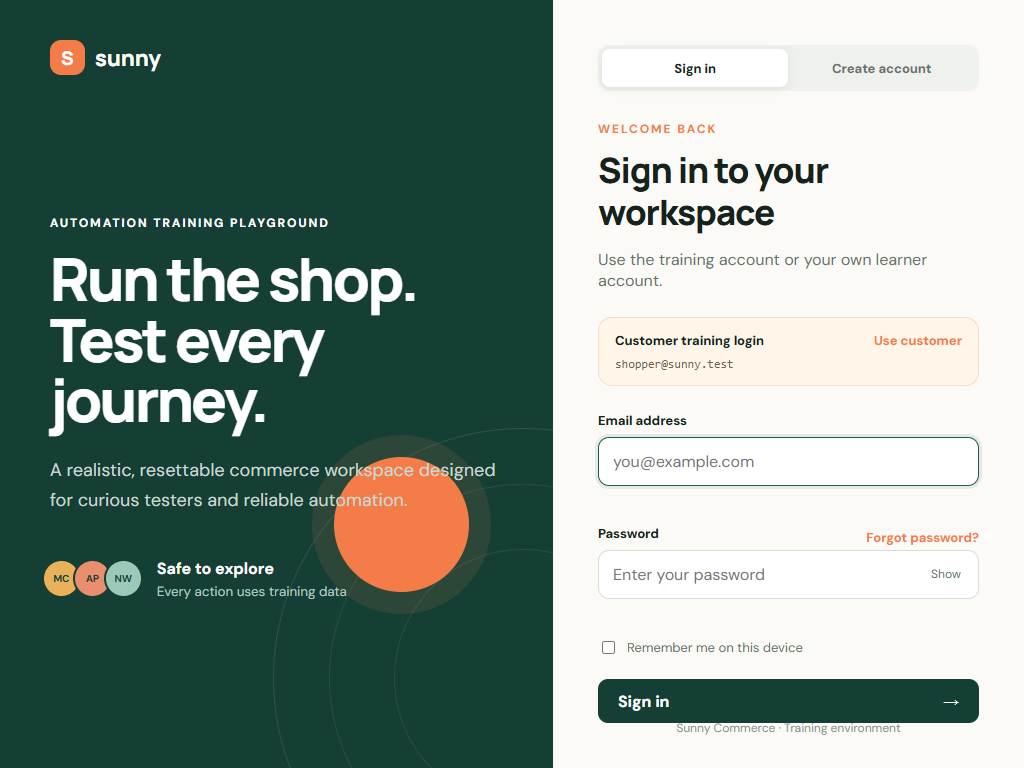 S sunny
AUTOMATION TRAINING PLAYGROUND
Run the shop.
Test every
journey.
A realistic, resettable commerce workspace designed
for curious testers and reliable automation.
MC AP NW
Safe to explore
Every action uses training data
Sign in
Create account
WELCOME BACK
Sign in to your
workspace
Use the training account or your own learner
account.
Customer training login
Use customer
shopper@sunny.test
Email address
you@example.com
Password
Forgot password?
Enter your password
Show
Remember me on this device
Sign in →
Sunny Commerce · Training environment